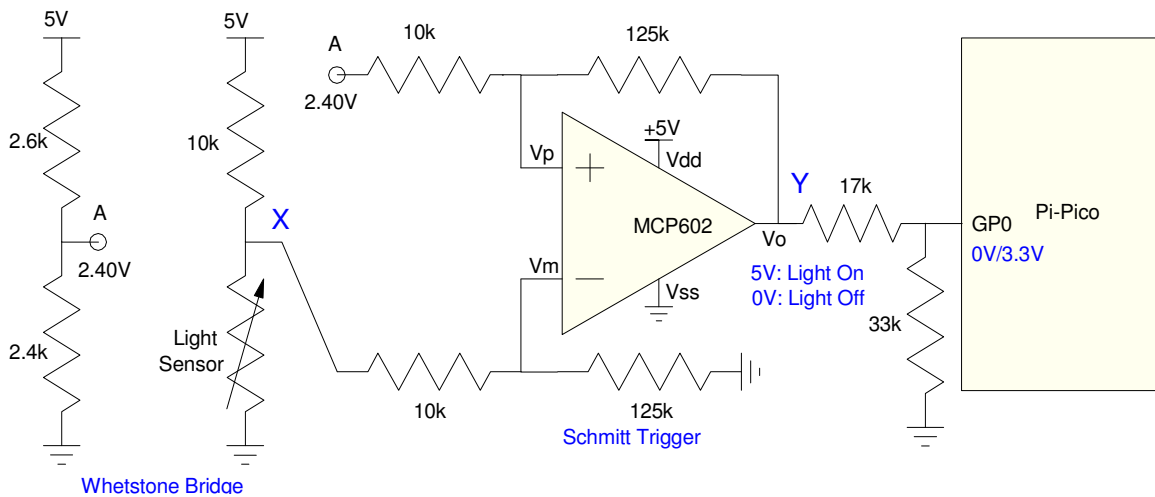 5V
2.6k
A
2.40V
2.4k
5V
10k
X
Light
Sensor
Whetstone Bridge
A
2.40V
10k
125k
Vp
+5V
Vdd
MCP602
Vm
Vss
Vo
Y
5V: Light On
0V: Light Off
10k
125k
Schmitt Trigger
17k
33k
GP0
0V/3.3V
Pi-Pico